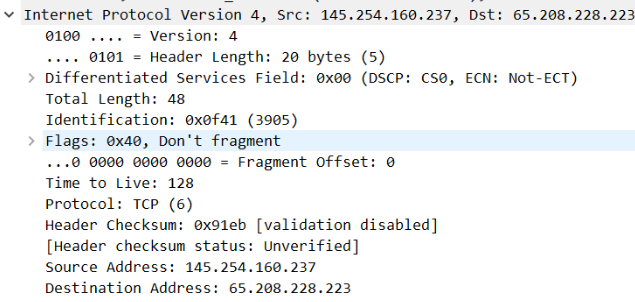 Internet Protocol Version 4, Src: 145.254.160.237, Dst: 65.208.228.223
0100 .... = Version: 4
.... 0101 = Header Length: 20 bytes (5)
Differentiated Services Field: 0x00 (DSCP: CS0, ECN: Not-ECT)
Total Length: 48
Identification: 0x0f41 (3905)
Flags: 0x40, Don't fragment
...0 0000 0000 0000 = Fragment Offset: 0
Time to Live: 128
Protocol: TCP (6)
Header Checksum: 0x91eb [validation disabled]
[Header checksum status: Unverified]
Source Address: 145.254.160.237
Destination Address: 65.208.228.223